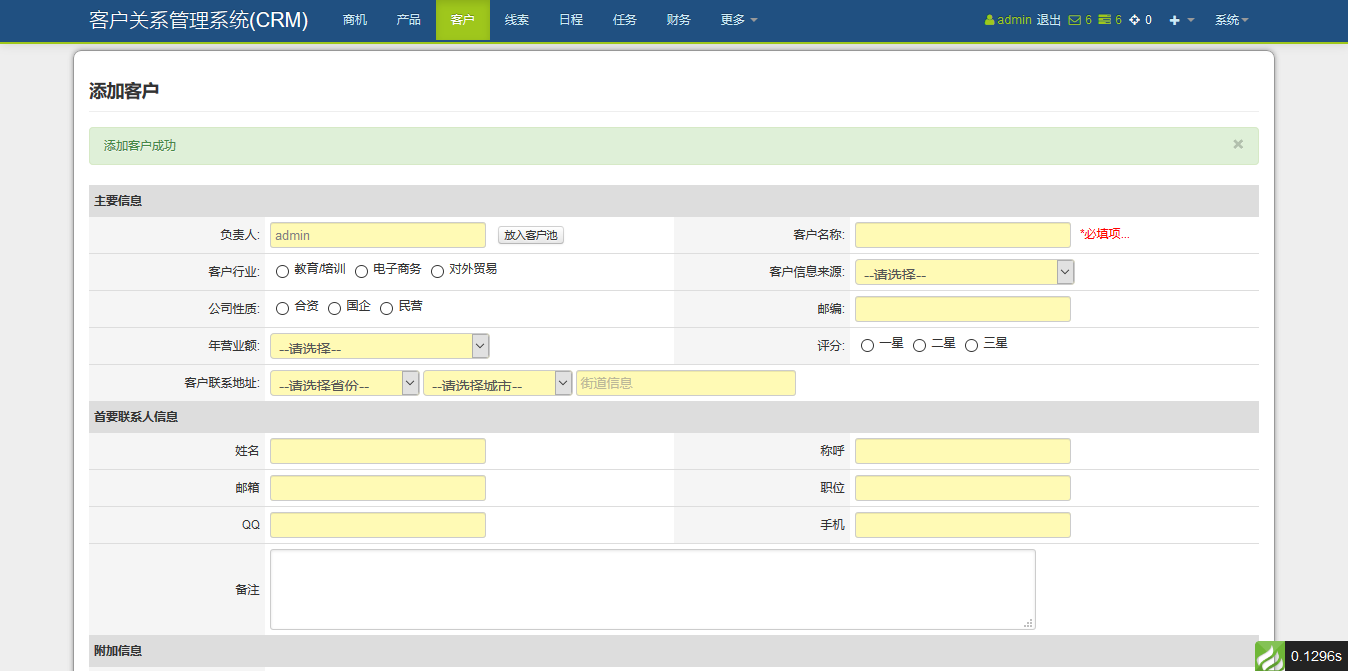 客户关系管理系统(CRM) 商机 产品 客户 线索 日程 任务 财务 更多 admin 退出 6 6 0 系统
添加客户
添加客户成功 ×
主要信息
负责人: admin 放入客户池 客户名称: *必填项...
客户行业: 教育/培训 电子商务 对外贸易 客户信息来源: --请选择--
公司性质: 合资 国企 民营 邮编:
年营业额: --请选择-- 评分: 一星 二星 三星
客户联系地址: --请选择省份-- --请选择城市-- 街道信息
首要联系人信息
姓名 称呼
邮箱 职位
QQ 手机
备注
附加信息
0.1296s